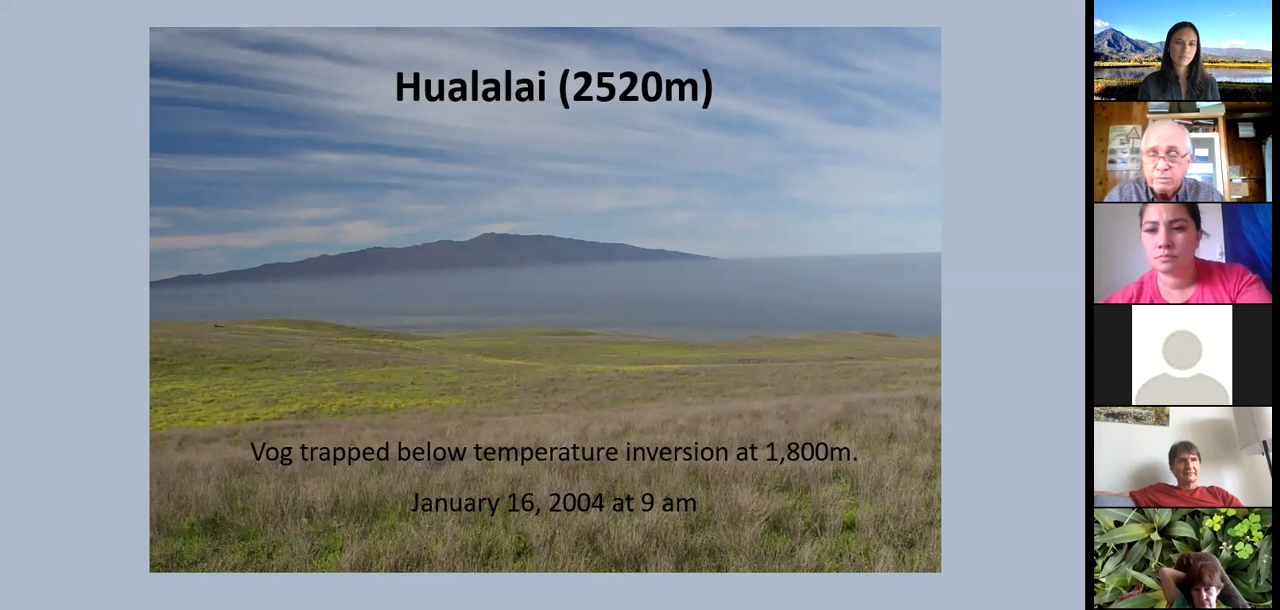 Hualalai (2520m)
Vog trapped below temperature inversion at 1,800m.
January 16, 2004 at 9 am